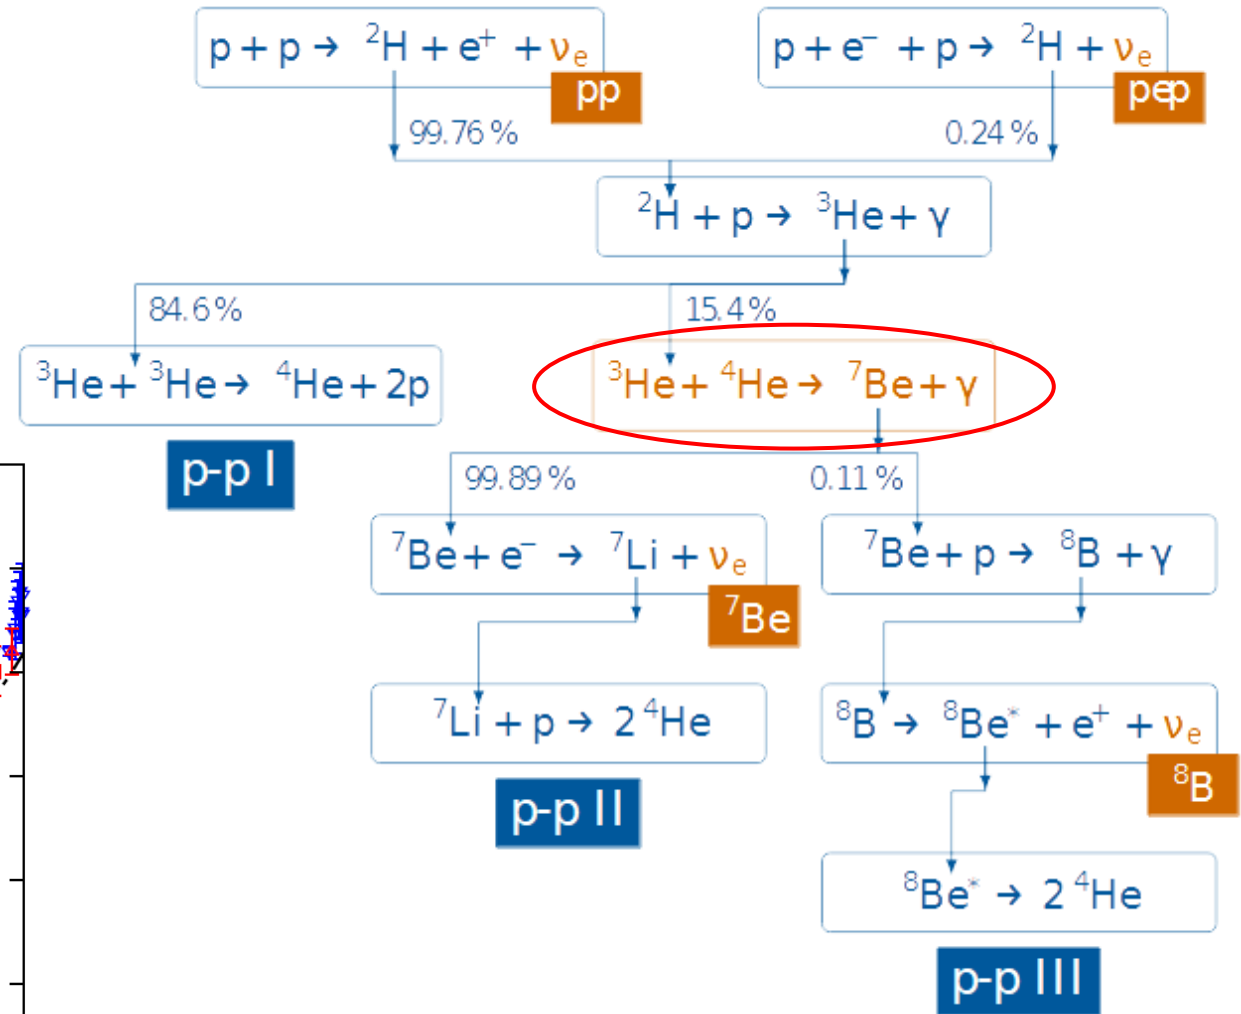 p + p → ²H + e⁺ + νₑ
pp
p + e⁻ + p → ²H + νₑ
pep
99.76 %
0.24 %
²H + p → ³He + γ
84.6 %
15.4 %
³He + ³He → ⁴He + 2p
³He + ⁴He → ⁷Be + γ
p-p I
99.89 %
0.11 %
⁷Be + e⁻ → ⁷Li + νₑ
⁷Be
⁷Be + p → ⁸B + γ
⁷Li + p → 2 ⁴He
⁸B → ⁸Be* + e⁺ + νₑ
⁸B
p-p II
⁸Be* → 2 ⁴He
p-p III